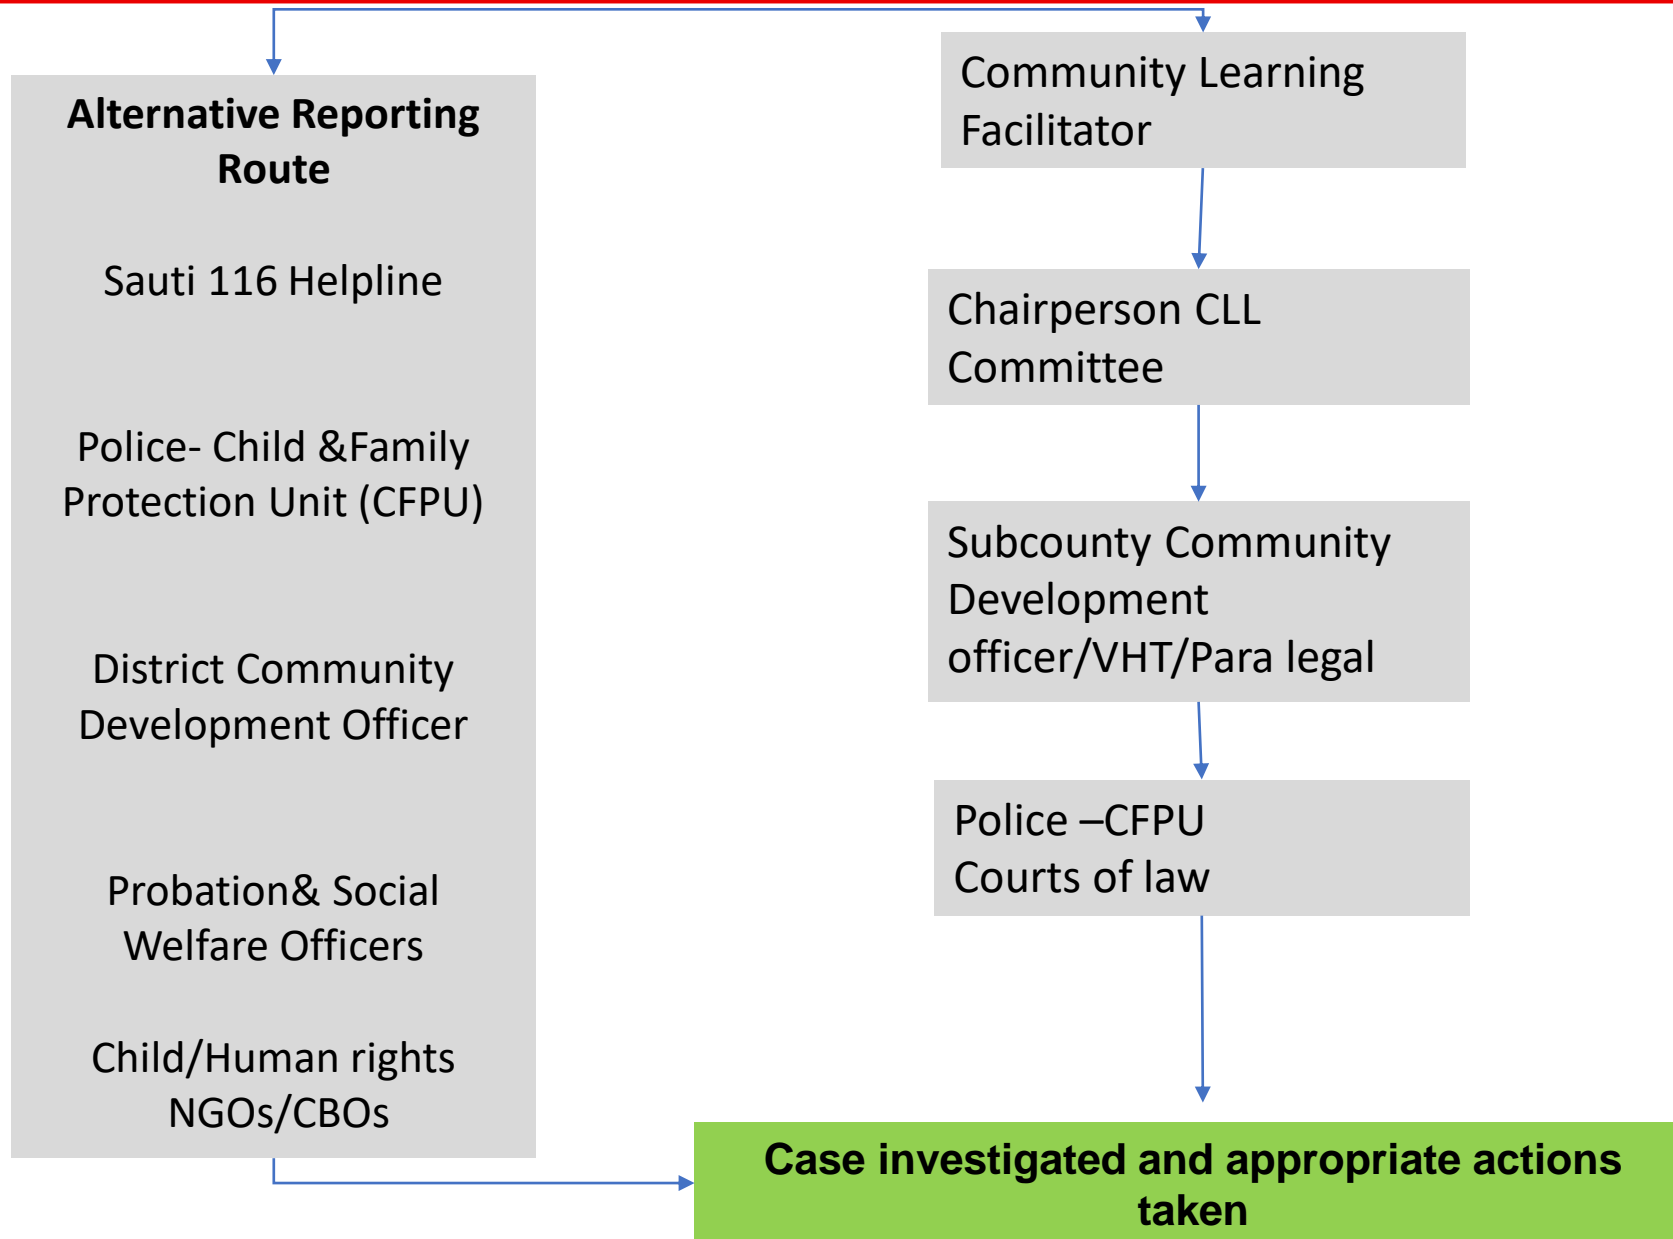 Alternative Reporting
Route
Sauti 116 Helpline
Police- Child &Family
Protection Unit (CFPU)
District Community
Development Officer
Probation& Social
Welfare Officers
Child/Human rights
NGOs/CBOs
Community Learning
Facilitator
Chairperson CLL
Committee
Subcounty Community
Development
officer/VHT/Para legal
Police –CFPU
Courts of law
Case investigated and appropriate actions
taken